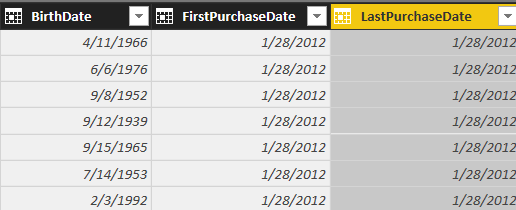 BirthDate FirstPurchaseDate LastPurchaseDate
4/11/1966 1/28/2012 1/28/2012
6/6/1976 1/28/2012 1/28/2012
9/8/1952 1/28/2012 1/28/2012
9/12/1939 1/28/2012 1/28/2012
9/15/1965 1/28/2012 1/28/2012
7/14/1953 1/28/2012 1/28/2012
2/3/1992 1/28/2012 1/28/2012